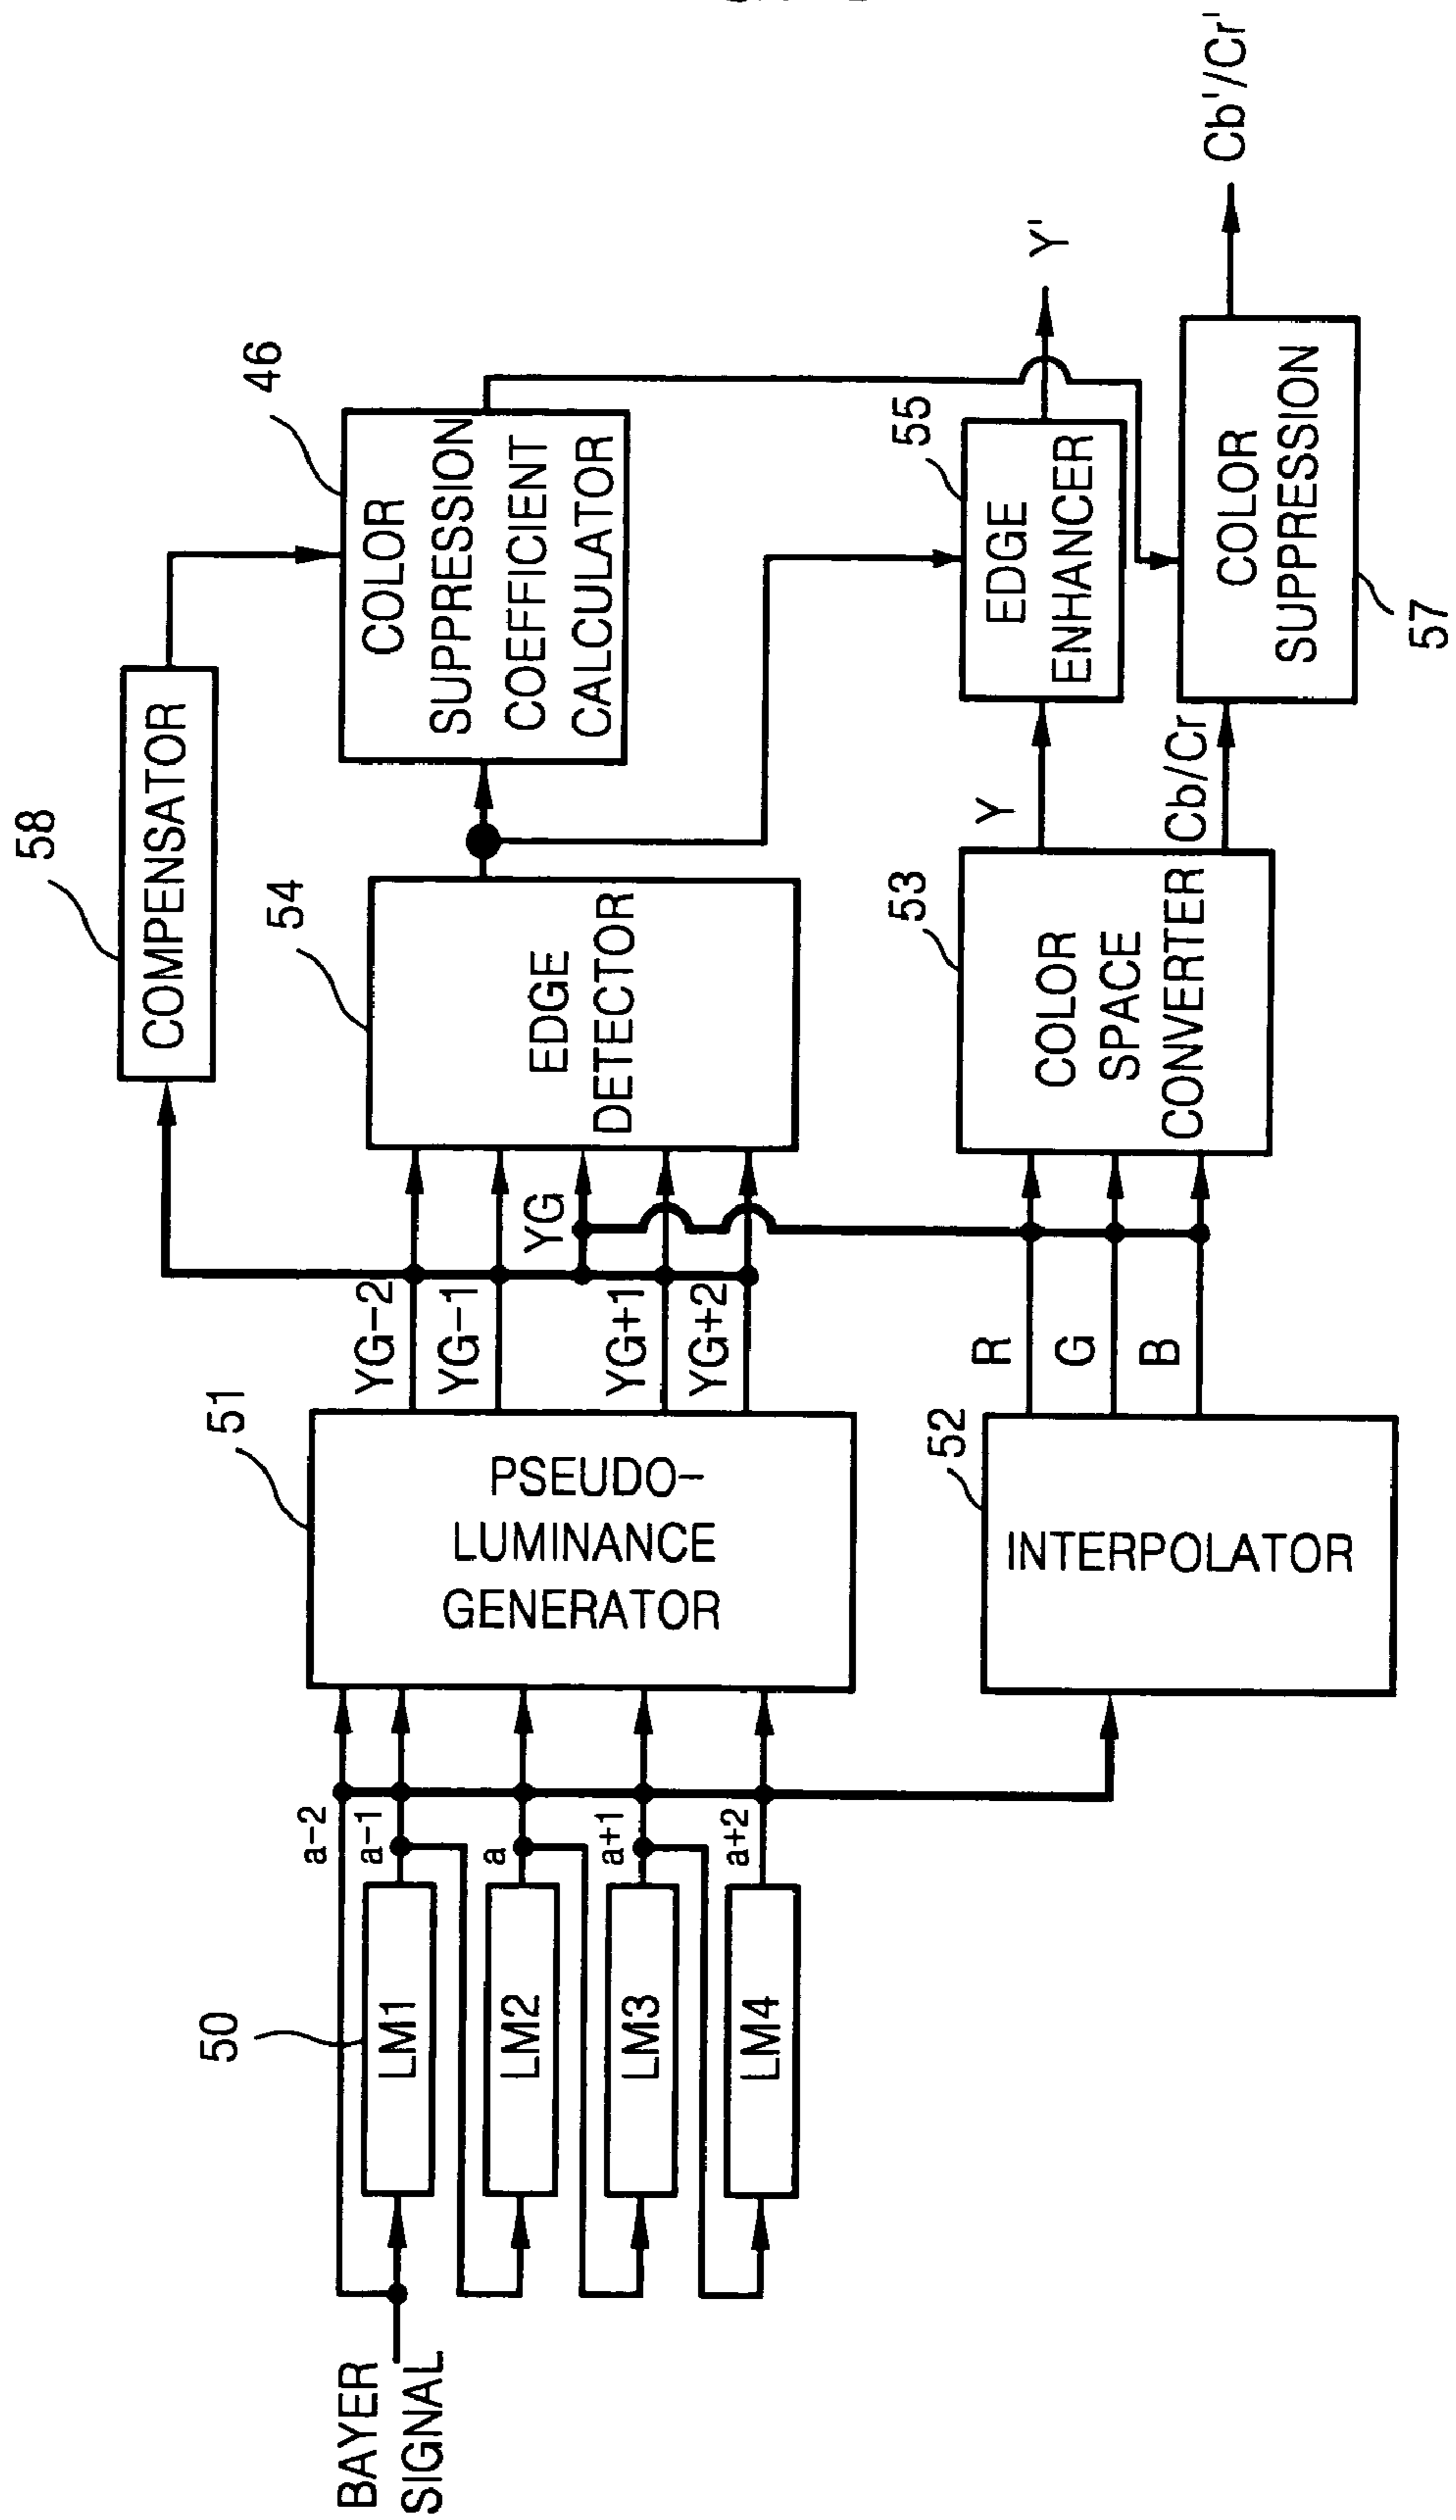 BAYER
SIGNAL
50
LM1
LM2
LM3
LM4
a-2
a-1
a
a+1
a+2
51
PSEUDO-
LUMINANCE
GENERATOR
52
INTERPOLATOR
YG-2
YG-1
YG
YG+1
YG+2
R
G
B
58
COMPENSATOR
54
EDGE
DETECTOR
53
COLOR
SPACE
CONVERTER
Y
Cb/Cr
46
COLOR
SUPPRESSION
COEFFICIENT
CALCULATOR
55
EDGE
ENHANCER
57
COLOR
SUPPRESSION
Y'
Cb'/Cr'